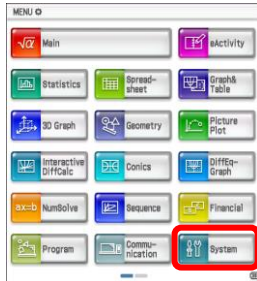 MENU
√α Main
eActivity
Statistics
Spread-
sheet
Graph&
Table
3D Graph
Geometry
Picture
Plot
Interactive
DiffCalc
Conics
DiffEq-
Graph
ax=b NumSolve
Sequence
Financial
Program
Commu-
nication
System